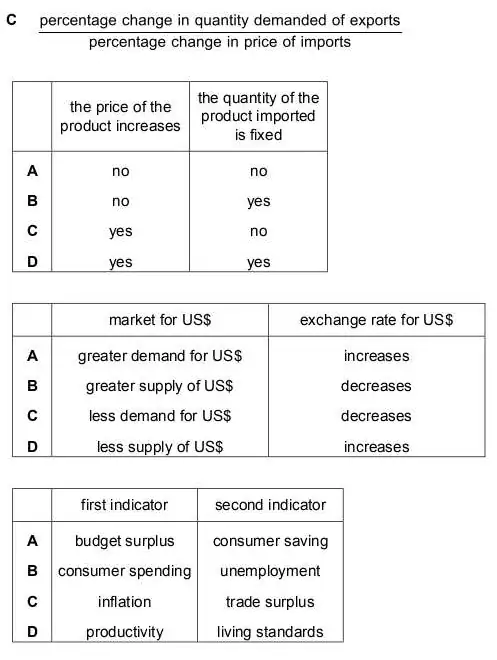 C percentage change in quantity demanded of exports
percentage change in price of imports
the price of the product increases the quantity of the product imported is fixed
A no no
B no yes
C yes no
D yes yes
market for US$ exchange rate for US$
A greater demand for US$ increases
B greater supply of US$ decreases
C less demand for US$ decreases
D less supply of US$ increases
first indicator second indicator
A budget surplus consumer saving
B consumer spending unemployment
C inflation trade surplus
D productivity living standards